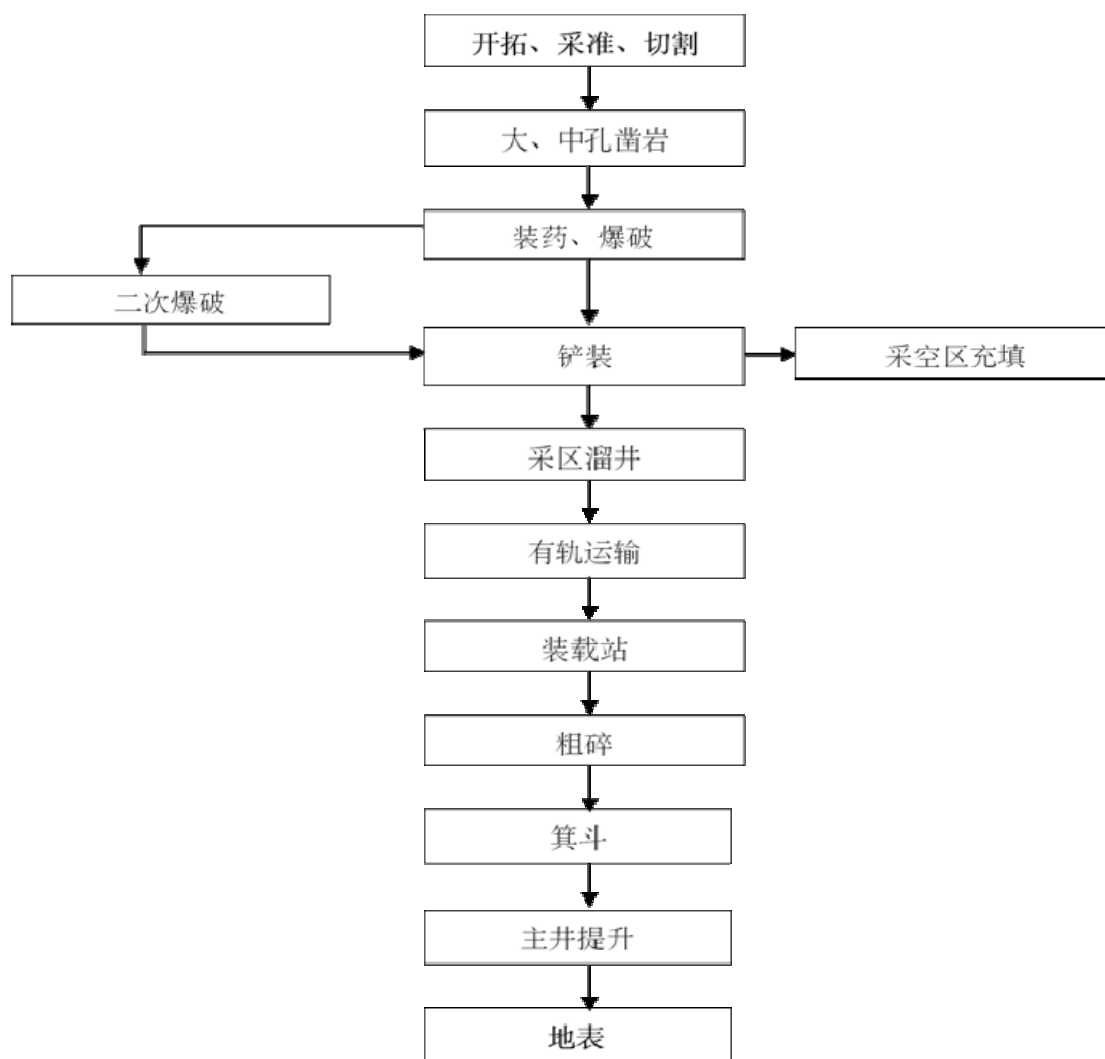 开拓、采准、切割
大、中孔凿岩
装药、爆破
二次爆破
铲装
采空区充填
采区溜井
有轨运输
装载站
粗碎
箕斗
主井提升
地表